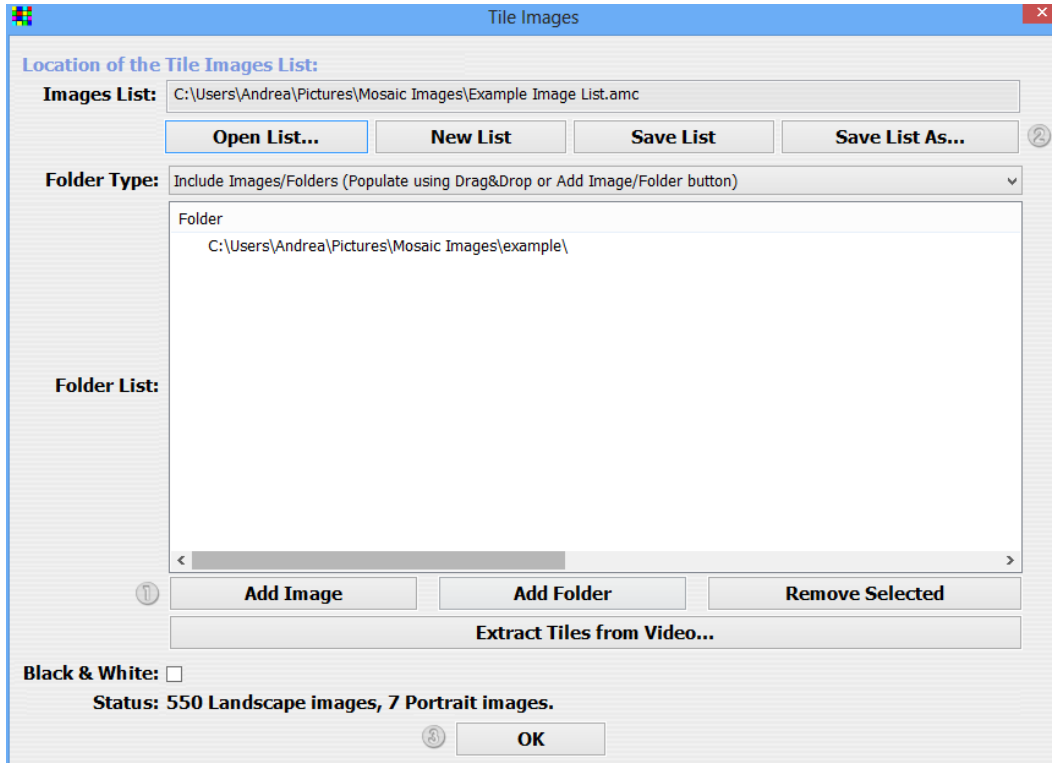 Tile Images
Location of the Tile Images List:
Images List: C:\Users\Andrea\Pictures\Mosaic Images\Example Image List.amc
Open List... New List Save List Save List As... 2
Folder Type: Include Images/Folders (Populate using Drag&Drop or Add Image/Folder button)
Folder
C:\Users\Andrea\Pictures\Mosaic Images\example\
Folder List:
1 Add Image Add Folder Remove Selected
Extract Tiles from Video...
Black & White:
Status: 550 Landscape images, 7 Portrait images.
3 OK